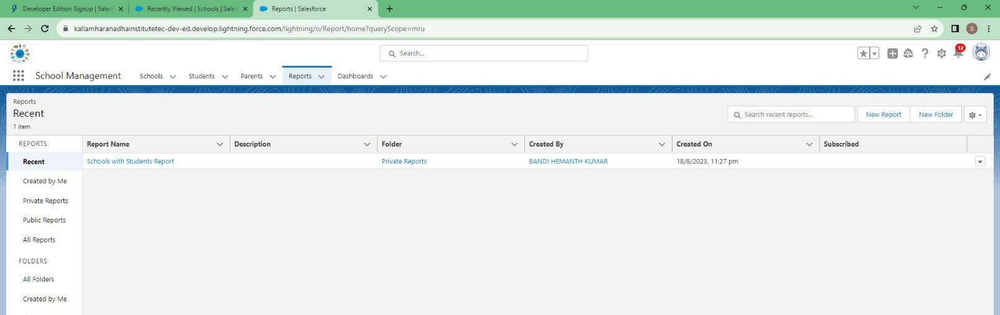 Developer Edition Signup | Sales
Recently Viewed | Schools | Sales
Reports | Salesforce
kallamharanadhainstitutetec-dev-ed.develop.lightning.force.com/lightning/o/Report/home?queryScope=mru
S
Search...
12
School Management
Schools
Students
Parents
Reports
Dashboards
Reports
Recent
1 item
Search recent reports...
New Report
New Folder
REPORTS
Report Name
Description
Folder
Created By
Created On
Subscribed
Recent
Schools with Students Report
Private Reports
BANDI HEMANTH KUMAR
18/8/2023, 11:27 pm
Created by Me
Private Reports
Public Reports
All Reports
FOLDERS
All Folders
Created by Me